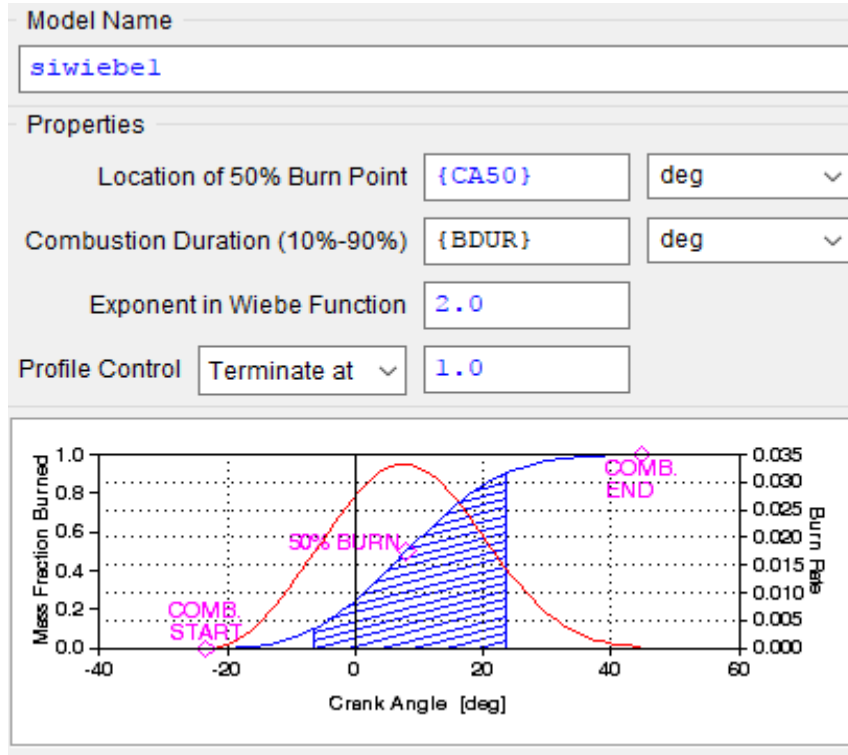 Model Name
siwiebe1
Properties
Location of 50% Burn Point {CA50} deg
Combustion Duration (10%-90%) {BDUR} deg
Exponent in Wiebe Function 2.0
Profile Control Terminate at 1.0
Mass Fraction Burned
1.0
0.8
0.6
0.4
0.2
0.0
COMB.
START
50% BURN
COMB.
END
0.035
0.030
0.025
0.020
0.015
0.010
0.005
0.000
Burn Rate
-40 -20 0 20 40 60
Crank Angle [deg]